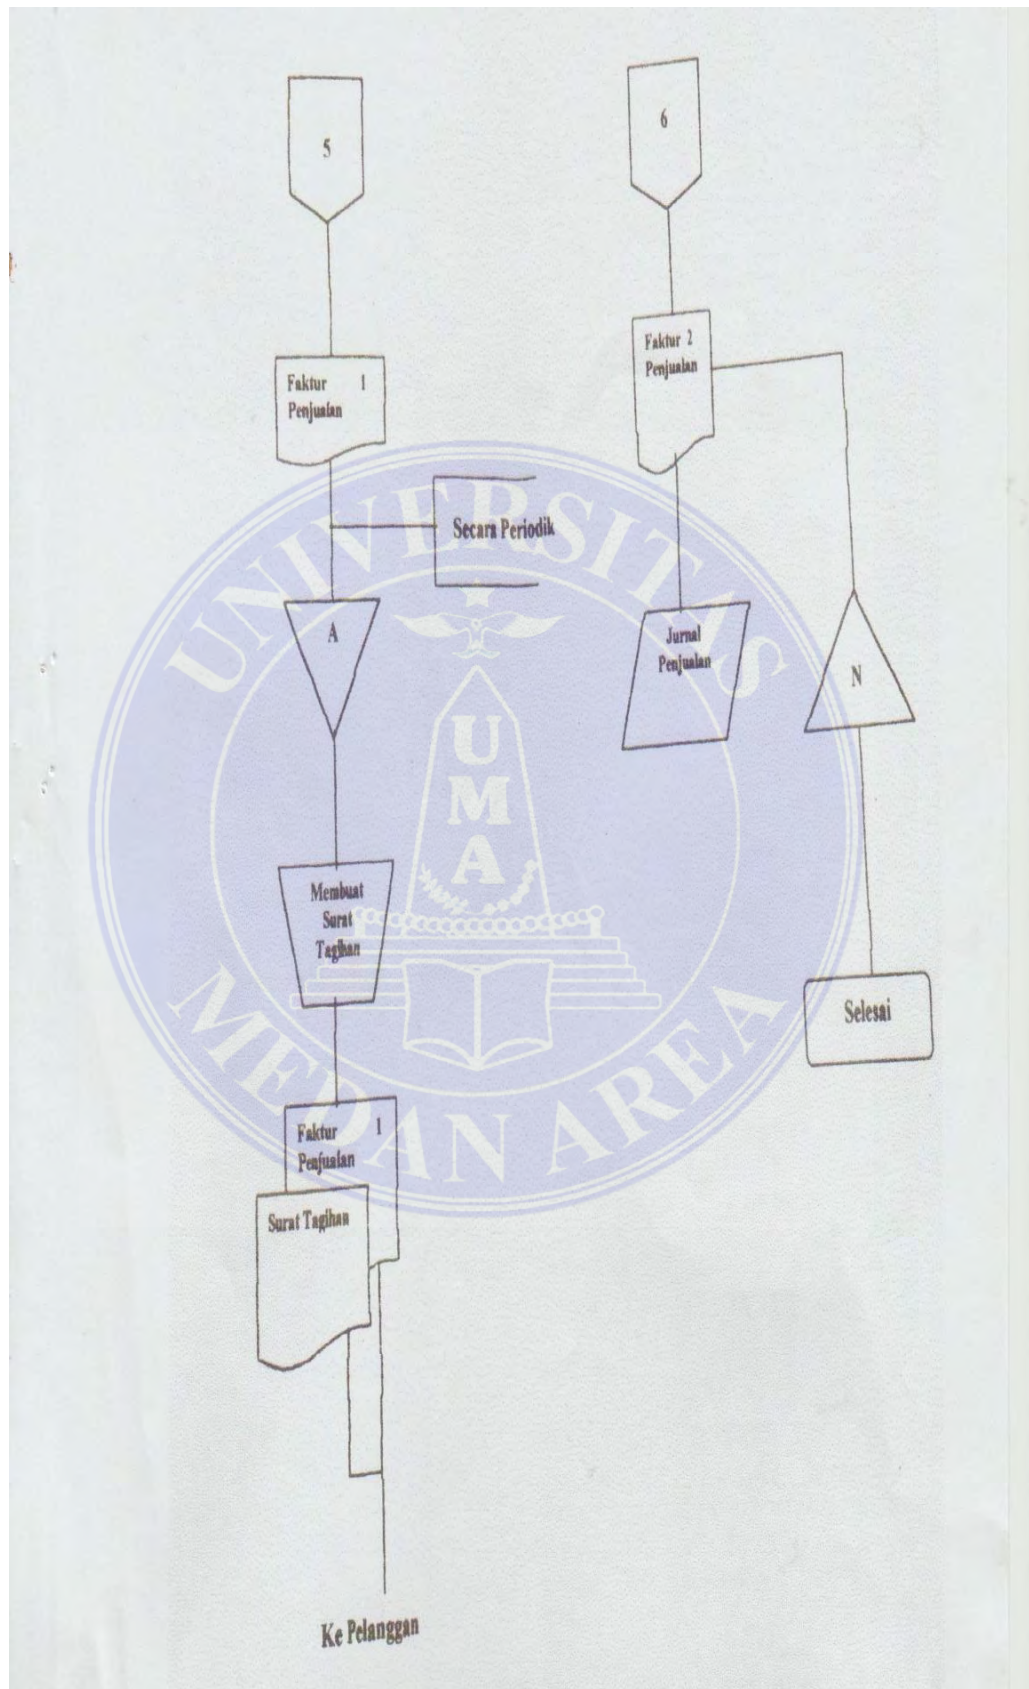 5
6
Faktur 1
Penjualan
Faktur 2
Penjualan
Secara Periodik
A
Jurnal
Penjualan
N
Membuat
Surat
Tagihan
Selesai
Faktur 1
Penjualan
Surat Tagihan
Ke Pelanggan
UNIVERSITAS
UMA
MEDAN AREA